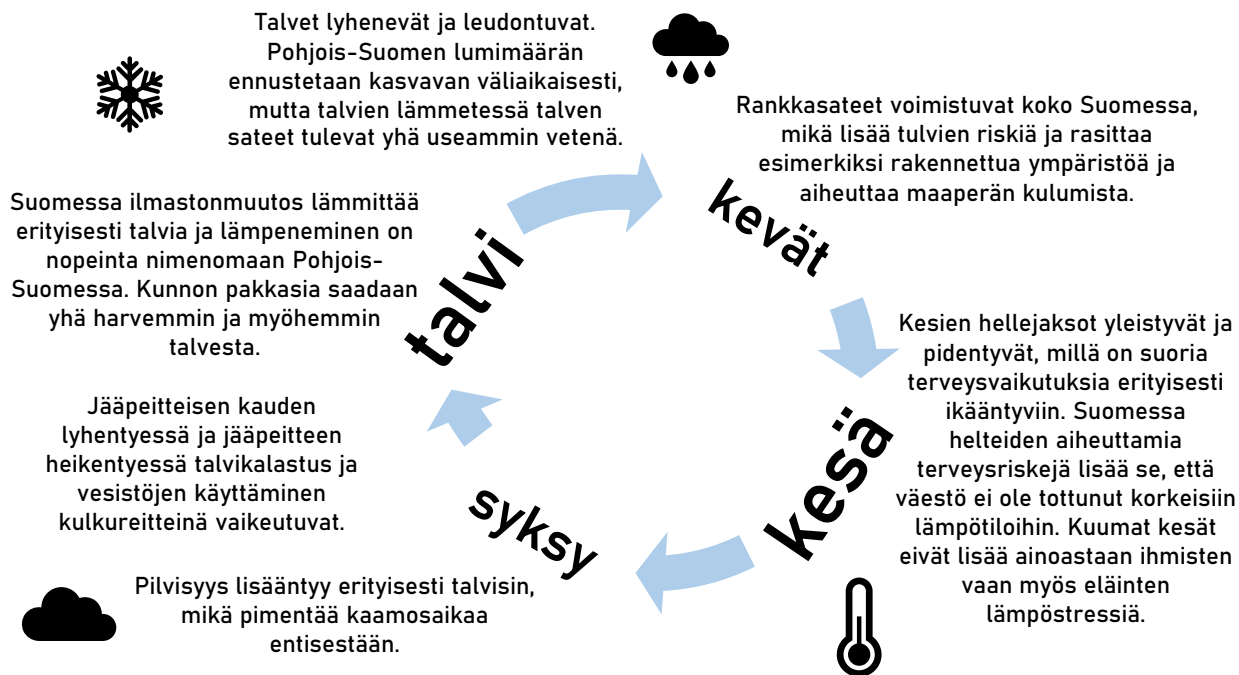 Talvet lyhenevät ja leudontuvat.
Pohjois-Suomen lumimäärän
ennustetaan kasvavan väliaikaisesti,
mutta talvien lämmetessä talven
sateet tulevat yhä useammin vetenä.
Rankkasateet voimistuvat koko Suomessa,
mikä lisää tulvien riskiä ja rasittaa
esimerkiksi rakennettua ympäristöä ja
aiheuttaa maaperän kulumista.
Suomessa ilmastonmuutos lämmittää
erityisesti talvia ja lämpeneminen on
nopeinta nimenomaan Pohjois-
Suomessa. Kunnon pakkasia saadaan
yhä harvemmin ja myöhemmin
talvesta.
talvi
kevät
Kesien hellejaksot yleistyvät ja
pidentyvät, millä on suoria
terveysvaikutuksia erityisesti
ikääntyviin. Suomessa
helteiden aiheuttamia
terveysriskejä lisää se, että
väestö ei ole tottunut korkeisiin
lämpötiloihin. Kuumat kesät
eivät lisää ainoastaan ihmisten
vaan myös eläinten
lämpöstressiä.
Jääpeitteisen kauden
lyhentyessä ja jääpeitteen
heikentyessä talvikalastus ja
vesistöjen käyttäminen
kulkureitteinä vaikeutuvat.
syksy
kesä
Pilvisyys lisääntyy erityisesti talvisin,
mikä pimentää kaamosaikaa
entisestään.